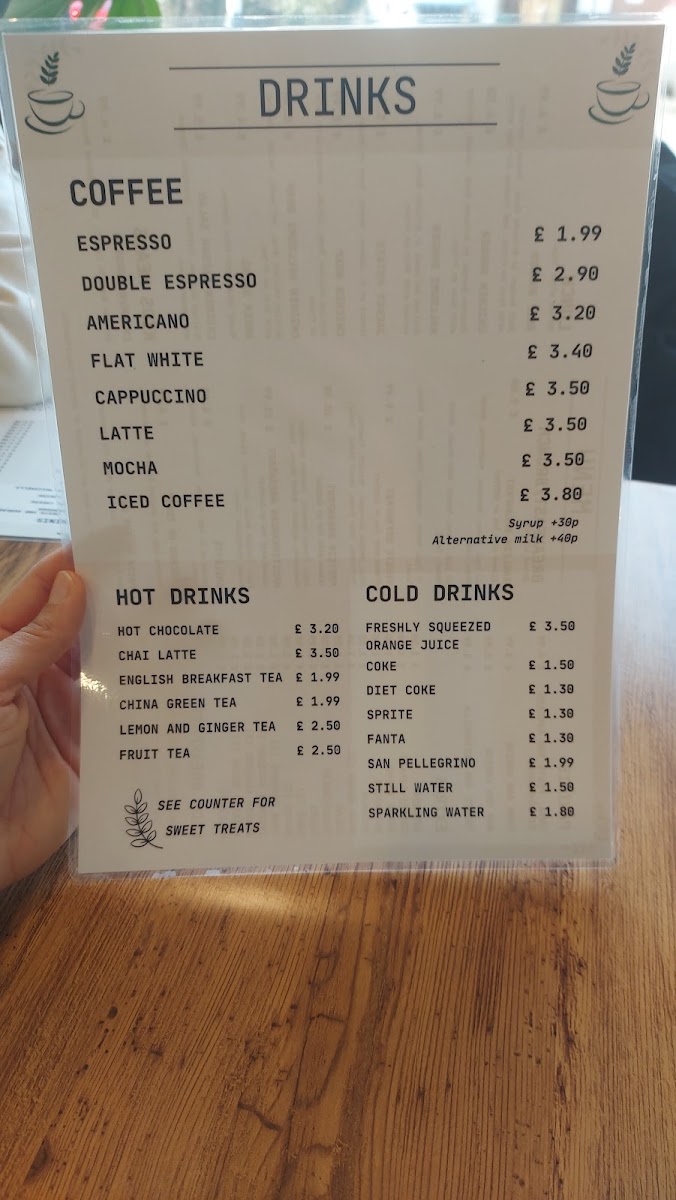 DRINKS
COFFEE
ESPRESSO £ 1.99
DOUBLE ESPRESSO £ 2.90
AMERICANO £ 3.20
FLAT WHITE £ 3.40
CAPPUCCINO £ 3.50
LATTE £ 3.50
MOCHA £ 3.50
ICED COFFEE £ 3.80
Syrup +30p
Alternative milk +40p
HOT DRINKS
HOT CHOCOLATE £ 3.20
CHAI LATTE £ 3.50
ENGLISH BREAKFAST TEA £ 1.99
CHINA GREEN TEA £ 1.99
LEMON AND GINGER TEA £ 2.50
FRUIT TEA £ 2.50
SEE COUNTER FOR
SWEET TREATS
COLD DRINKS
FRESHLY SQUEEZED £ 3.50
ORANGE JUICE
COKE £ 1.50
DIET COKE £ 1.30
SPRITE £ 1.30
FANTA £ 1.30
SAN PELLEGRINO £ 1.99
STILL WATER £ 1.50
SPARKLING WATER £ 1.80